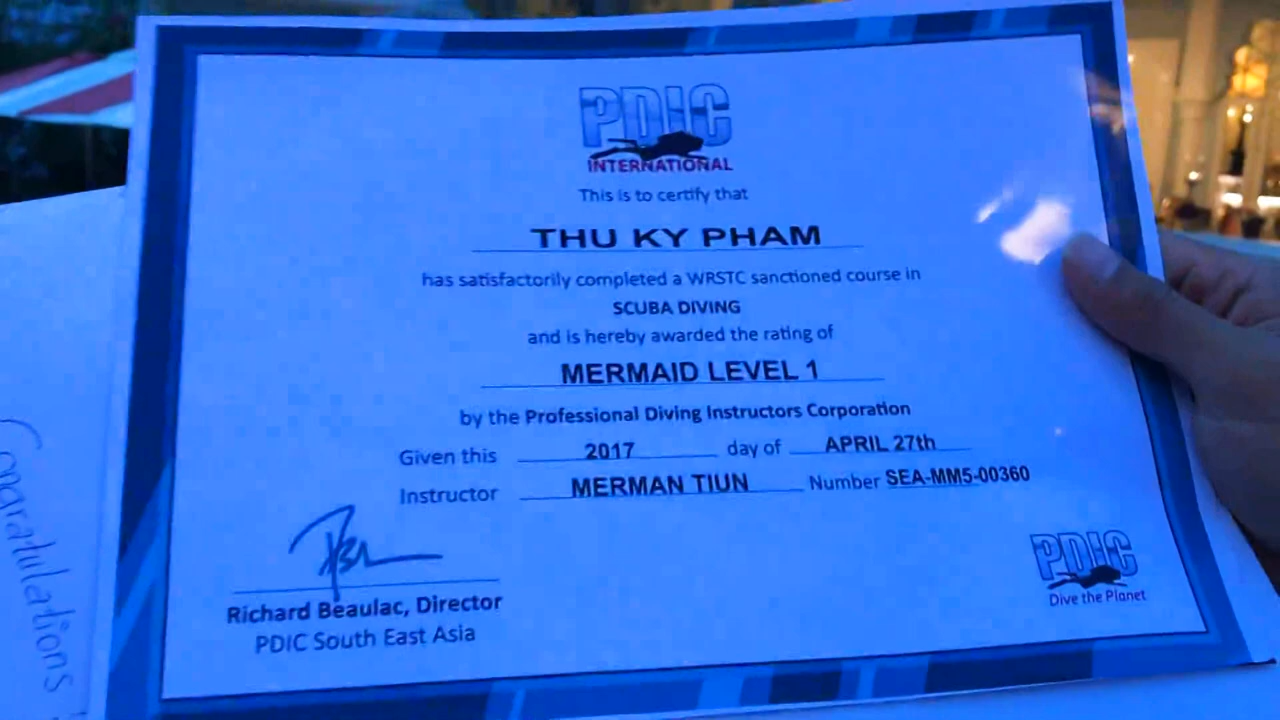 PDIC
INTERNATIONAL
This is to certify that
THU KY PHAM
has satisfactorily completed a WRSTC sanctioned course in
SCUBA DIVING
and is hereby awarded the rating of
MERMAID LEVEL 1
by the Professional Diving Instructors Corporation
Given this 2017 day of APRIL 27th
Instructor MERMAN TIUN Number SEA-MM5-00360
Richard Beaulac, Director
PDIC South East Asia
PDIC
Dive the Planet
Congratulations